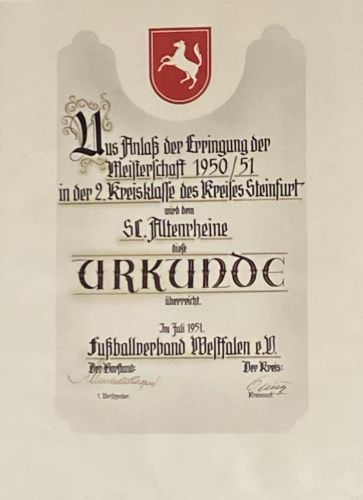 Aus Anlaß der Erringung der
Meisterschaft 1950/51
in der 2. Kreisklasse des Kreises Steinfurt
wird dem
SC. Altenrheine
diese
URKUNDE
überreicht.
Im Juli 1951.
Fußballverband Westfalen e.V.
Der Vorstand: Der Kreis:
1. Vorsitzender.